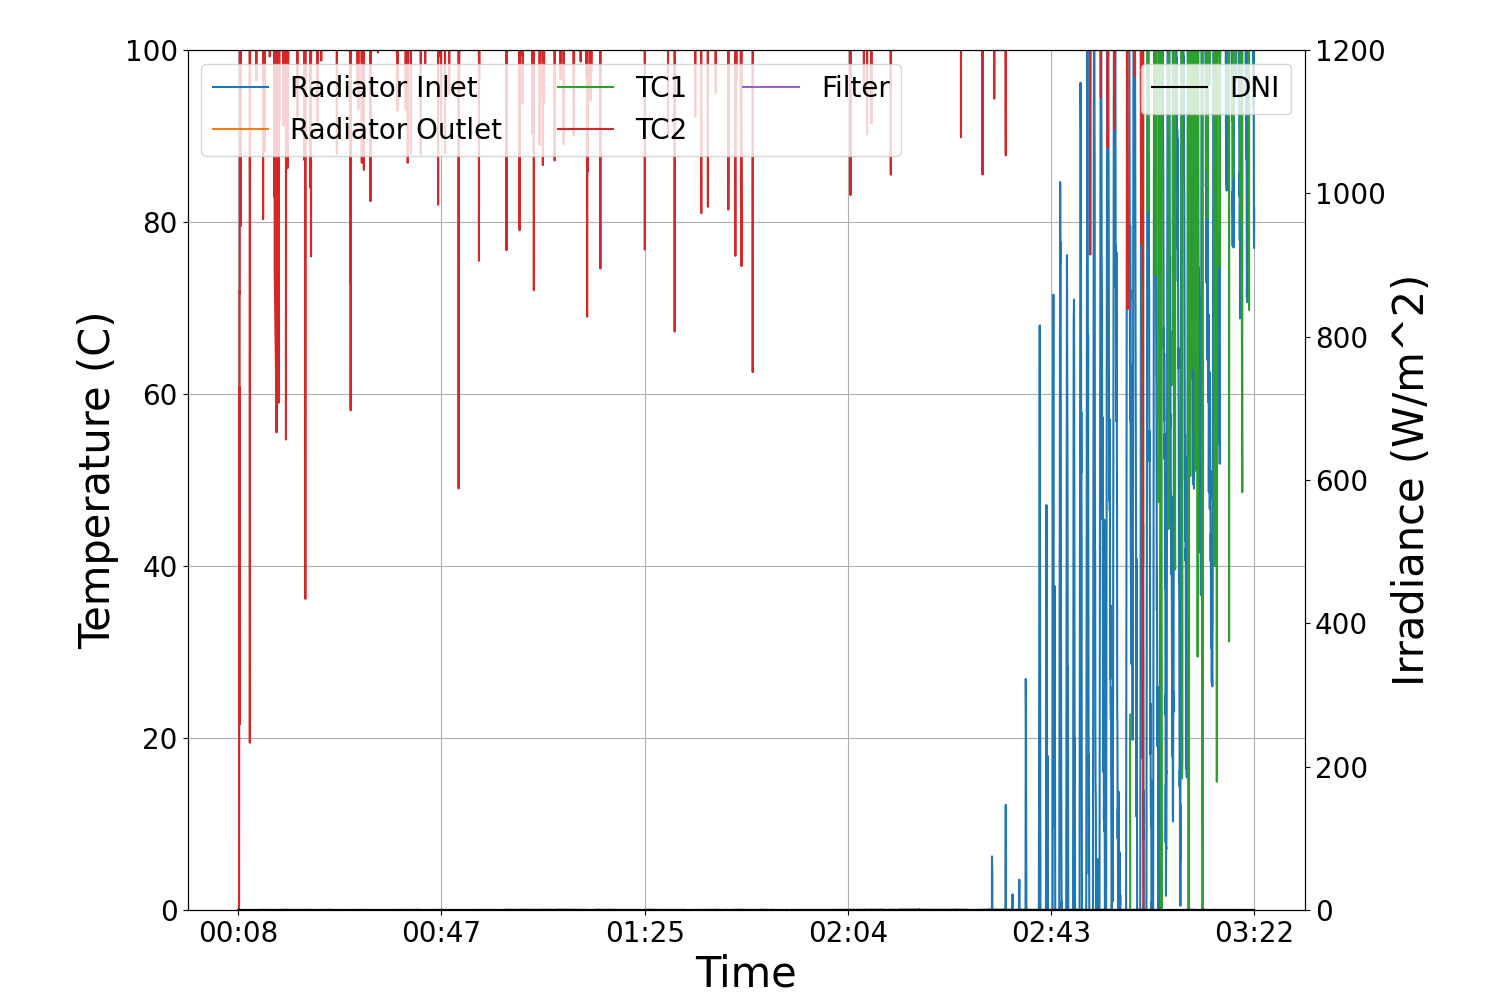 100
80
60
40
20
0
Temperature (C)
Radiator Inlet
Radiator Outlet
TC1
TC2
Filter
DNI
1200
1000
800
600
400
200
0
Irradiance (W/m^2)
00:08
00:47
01:25
02:04
02:43
03:22
Time